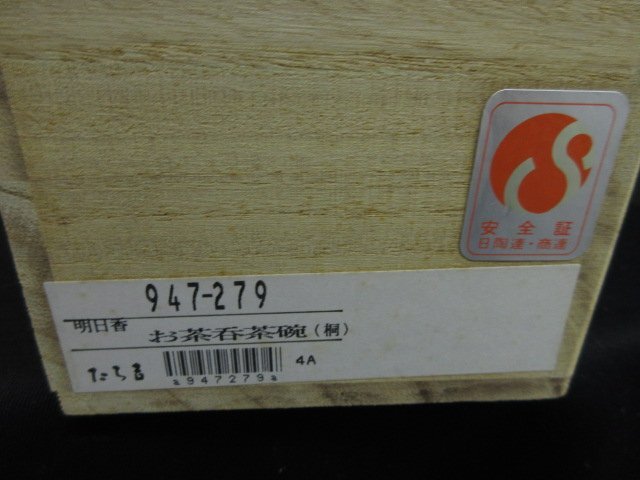 安全証
日陶連・商連
947-279
明日香
お茶呑茶碗(桐)
たち吉
4A
a947279a